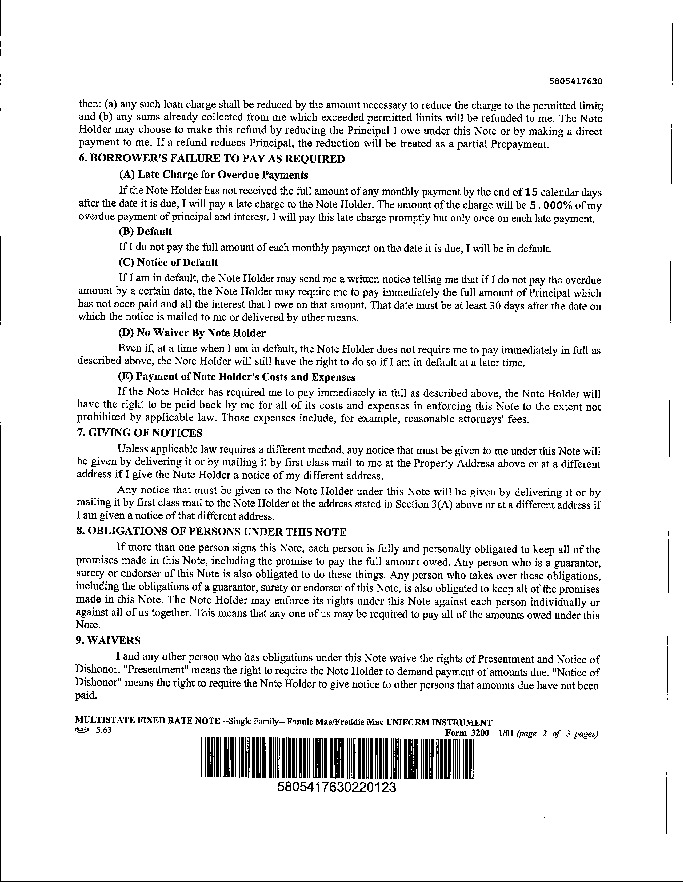 5805417630
then: (a) any such loan charge shall be reduced by the amount necessary to reduce the charge to the permitted limit;
and (b) any sums already collected from me which exceeded permitted limits will be refunded to me. The Note
Holder may choose to make this refund by reducing the Principal I owe under this Note or by making a direct
payment to me. If a refund reduces Principal, the reduction will be treated as a partial Prepayment.
6. BORROWER'S FAILURE TO PAY AS REQUIRED
(A) Late Charge for Overdue Payments
If the Note Holder has not received the full amount of any monthly payment by the end of 15 calendar days
after the date it is due, I will pay a late charge to the Note Holder. The amount of the charge will be 5.000% of my
overdue payment of principal and interest. I will pay this late charge promptly but only once on each late payment.
(B) Default
If I do not pay the full amount of each monthly payment on the date it is due, I will be in default.
(C) Notice of Default
If I am in default, the Note Holder may send me a written notice telling me that if I do not pay the overdue
amount by a certain date, the Note Holder may require me to pay immediately the full amount of Principal which
has not been paid and all the interest that I owe on that amount. That date must be at least 30 days after the date on
which the notice is mailed to me or delivered by other means.
(D) No Waiver By Note Holder
Even if, at a time when I am in default, the Note Holder does not require me to pay immediately in full as
described above, the Note Holder will still have the right to do so if I am in default at a later time.
(E) Payment of Note Holder's Costs and Expenses
If the Note Holder has required me to pay immediately in full as described above, the Note Holder will
have the right to be paid back by me for all of its costs and expenses in enforcing this Note to the extent not
prohibited by applicable law. Those expenses include, for example, reasonable attorneys' fees.
7. GIVING OF NOTICES
Unless applicable law requires a different method, any notice that must be given to me under this Note will
be given by delivering it or by mailing it by first class mail to me at the Property Address above or at a different
address if I give the Note Holder a notice of my different address.
Any notice that must be given to the Note Holder under this Note will be given by delivering it or by
mailing it by first class mail to the Note Holder at the address stated in Section 3(A) above or at a different address if
I am given a notice of that different address.
8. OBLIGATIONS OF PERSONS UNDER THIS NOTE
If more than one person signs this Note, each person is fully and personally obligated to keep all of the
promises made in this Note, including the promise to pay the full amount owed. Any person who is a guarantor,
surety or endorser of this Note is also obligated to do these things. Any person who takes over these obligations,
including the obligations of a guarantor, surety or endorser of this Note, is also obligated to keep all of the promises
made in this Note. The Note Holder may enforce its rights under this Note against each person individually or
against all of us together. This means that any one of us may be required to pay all of the amounts owed under this
Note.
9. WAIVERS
I and any other person who has obligations under this Note waive the rights of Presentment and Notice of
Dishonor. "Presentment" means the right to require the Note Holder to demand payment of amounts due. "Notice of
Dishonor" means the right to require the Note Holder to give notice to other persons that amounts due have not been
paid.
MULTISTATE FIXED RATE NOTE--Single Family--Fannie Mae/Freddie Mac UNIFORM INSTRUMENT
5.63 Form 3200 1/01 (page 2 of 3 pages)
5805417630220123